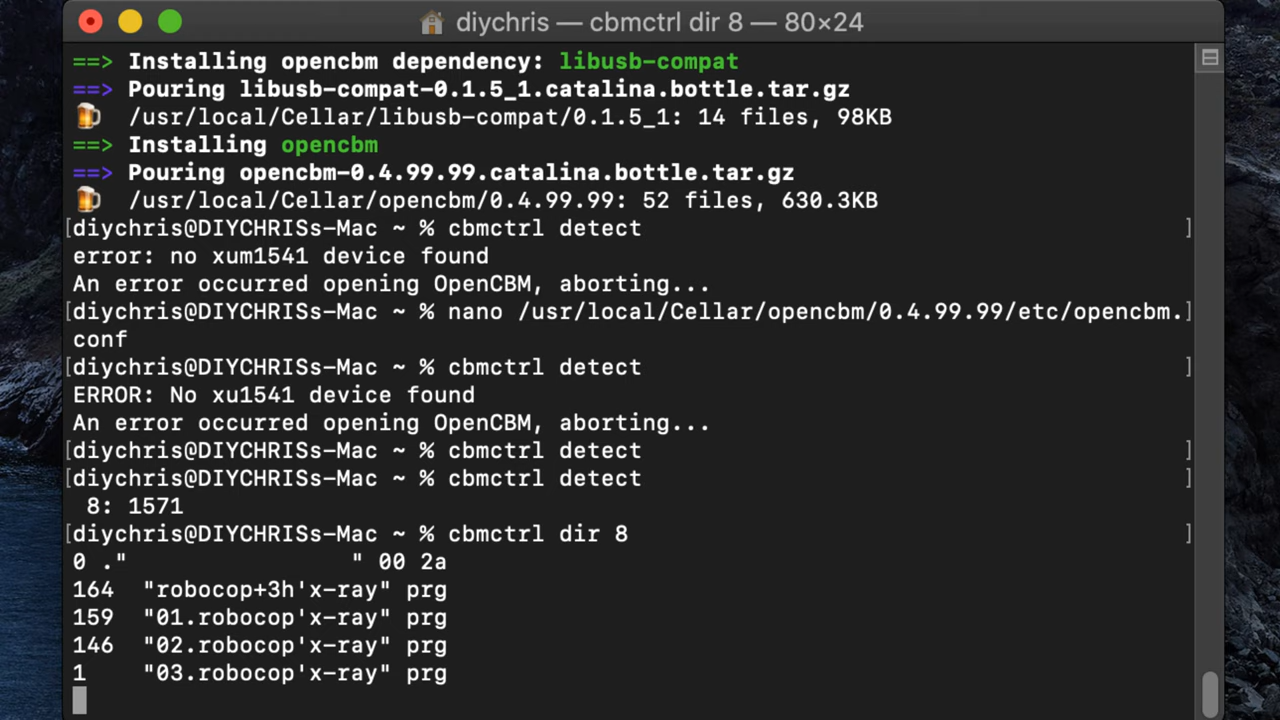 diychris — cbmctrl dir 8 — 80×24
==> Installing opencbm dependency: libusb-compat
==> Pouring libusb-compat-0.1.5_1.catalina.bottle.tar.gz
🍺  /usr/local/Cellar/libusb-compat/0.1.5_1: 14 files, 98KB
==> Installing opencbm
==> Pouring opencbm-0.4.99.99.catalina.bottle.tar.gz
🍺  /usr/local/Cellar/opencbm/0.4.99.99: 52 files, 630.3KB
[diychris@DIYCHRISs-Mac ~ % cbmctrl detect ]
error: no xum1541 device found
An error occurred opening OpenCBM, aborting...
[diychris@DIYCHRISs-Mac ~ % nano /usr/local/Cellar/opencbm/0.4.99.99/etc/opencbm.]
conf
[diychris@DIYCHRISs-Mac ~ % cbmctrl detect ]
ERROR: No xu1541 device found
An error occurred opening OpenCBM, aborting...
[diychris@DIYCHRISs-Mac ~ % cbmctrl detect ]
[diychris@DIYCHRISs-Mac ~ % cbmctrl detect ]
 8: 1571
[diychris@DIYCHRISs-Mac ~ % cbmctrl dir 8 ]
0 ."                " 00 2a
164  "robocop+3h'x-ray" prg
159  "01.robocop'x-ray" prg
146  "02.robocop'x-ray" prg
1    "03.robocop'x-ray" prg